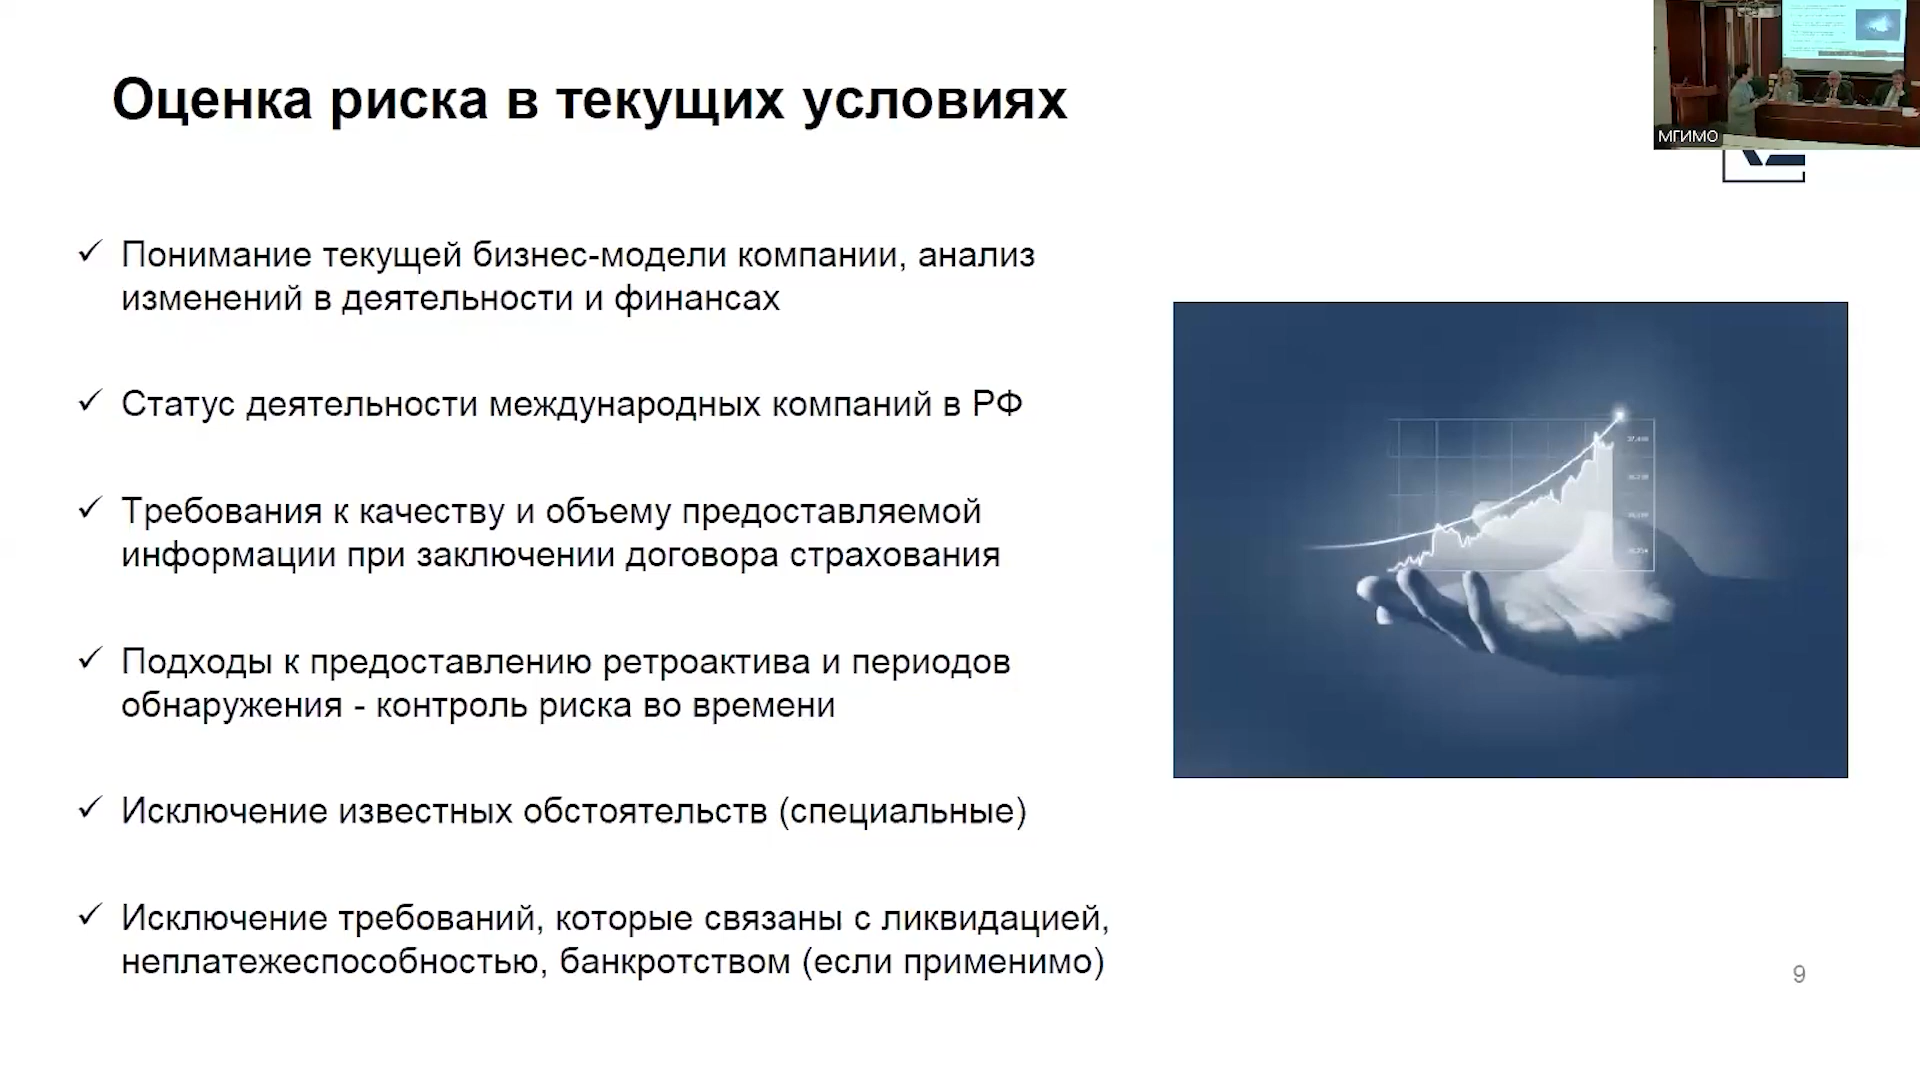 Оценка риска в текущих условиях
МГИМО
✓ Понимание текущей бизнес-модели компании, анализ
изменений в деятельности и финансах
✓ Статус деятельности международных компаний в РФ
✓ Требования к качеству и объему предоставляемой
информации при заключении договора страхования
✓ Подходы к предоставлению ретроактива и периодов
обнаружения - контроль риска во времени
✓ Исключение известных обстоятельств (специальные)
✓ Исключение требований, которые связаны с ликвидацией,
неплатежеспособностью, банкротством (если применимо)
9